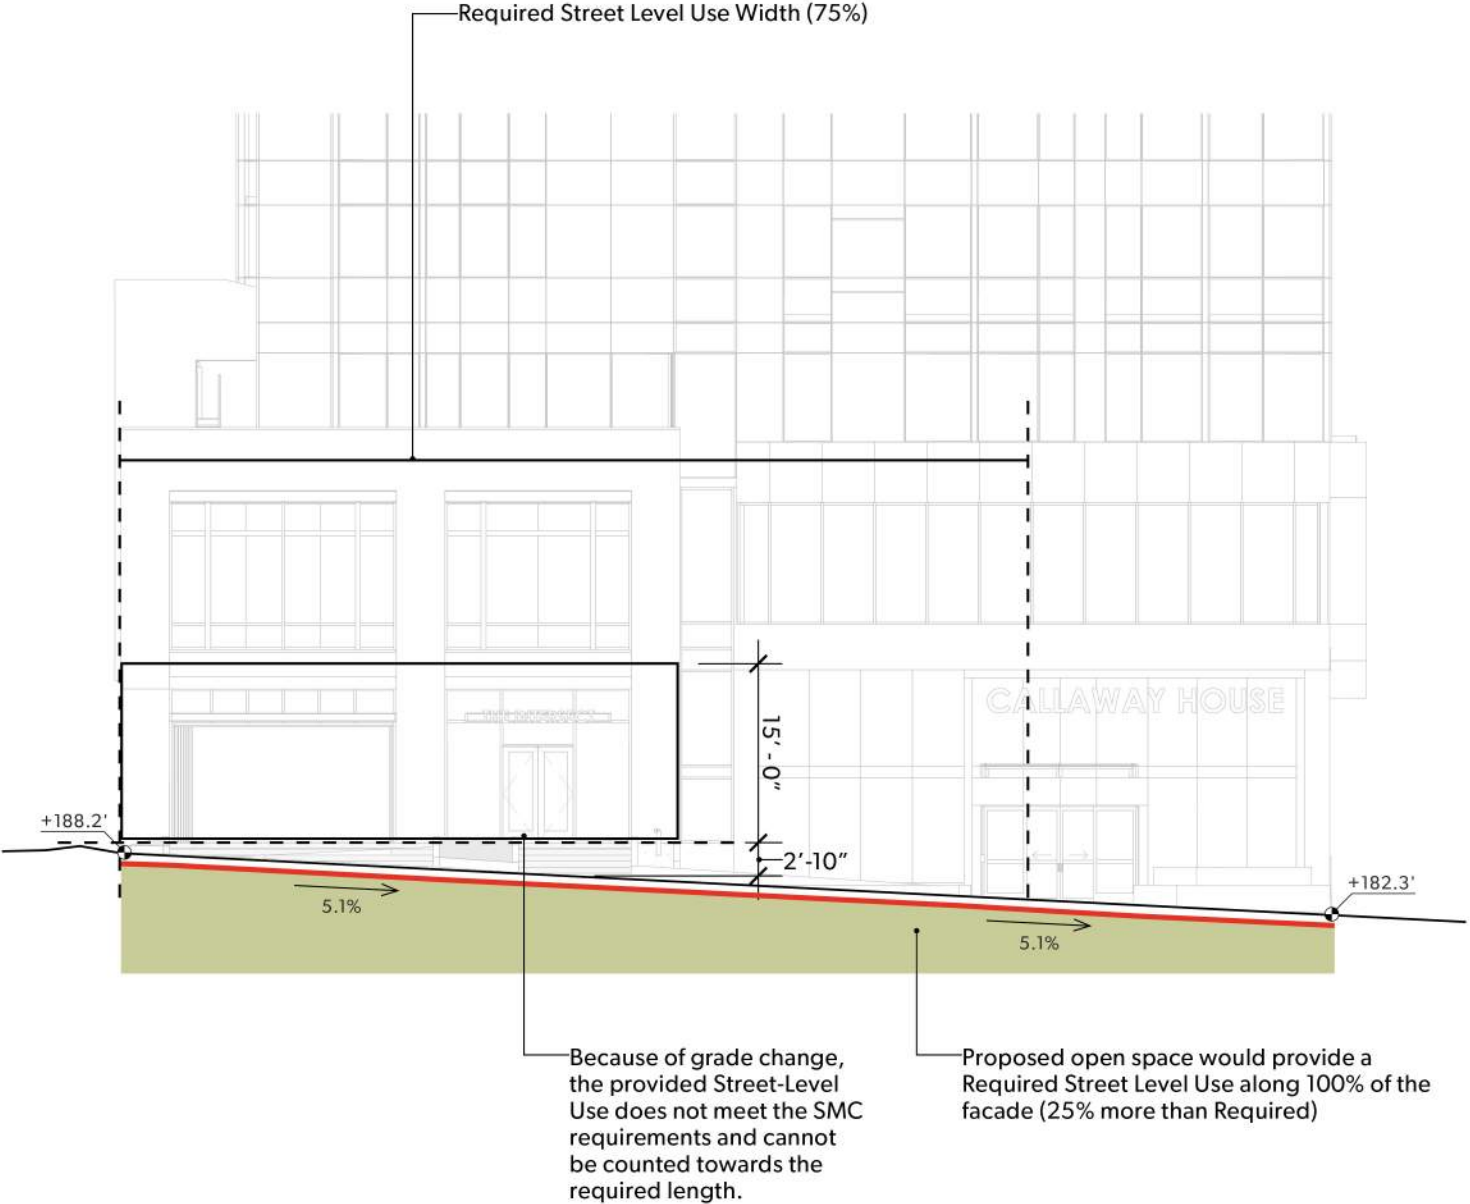 Required Street Level Use Width (75%)
CALLAWAY HOUSE
15' - 0"
+188.2'
2'-10"
+182.3'
5.1%
5.1%
Because of grade change,
the provided Street-Level
Use does not meet the SMC
requirements and cannot
be counted towards the
required length.
Proposed open space would provide a
Required Street Level Use along 100% of the
facade (25% more than Required)